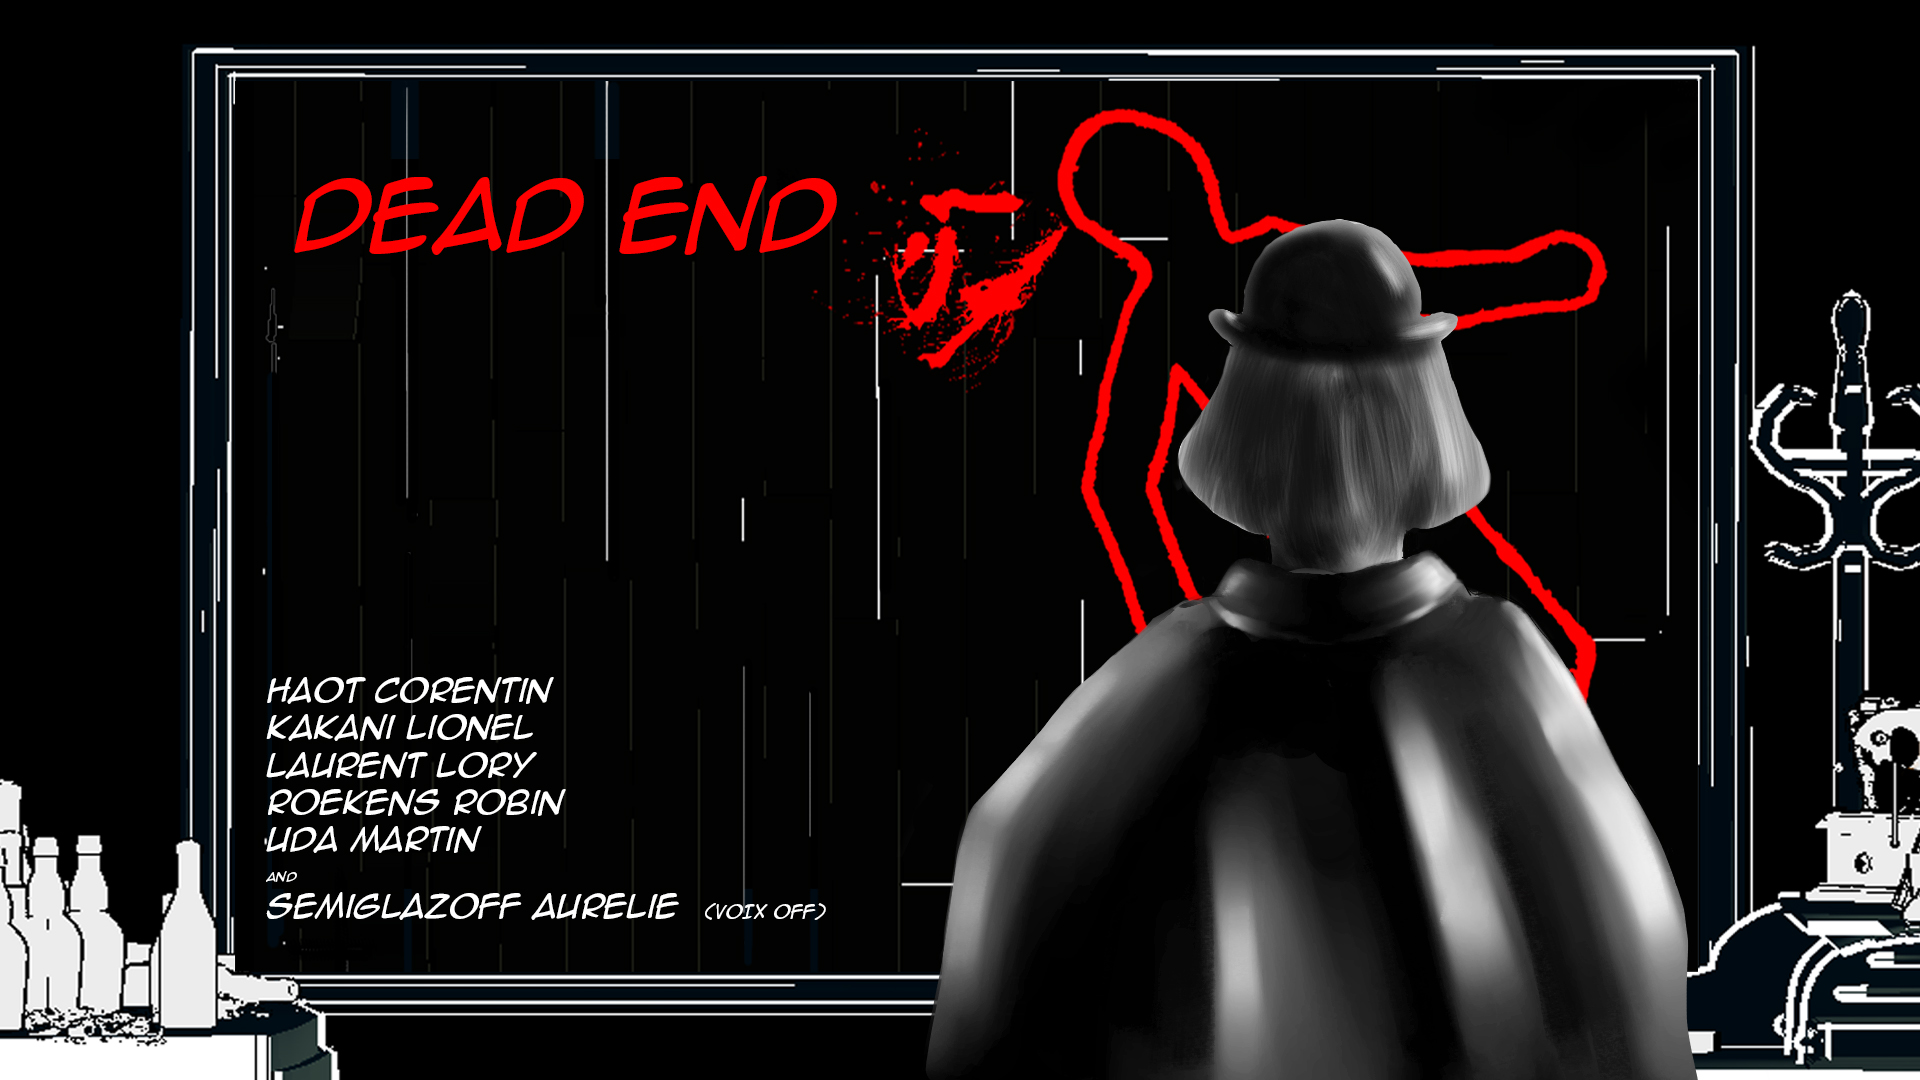 DEAD END
HAOT CORENTIN
KAKANI LIONEL
LAURENT LORY
ROEKENS ROBIN
UDA MARTIN
AND
SEMIGLAZOFF AURELIE (VOIX OFF)